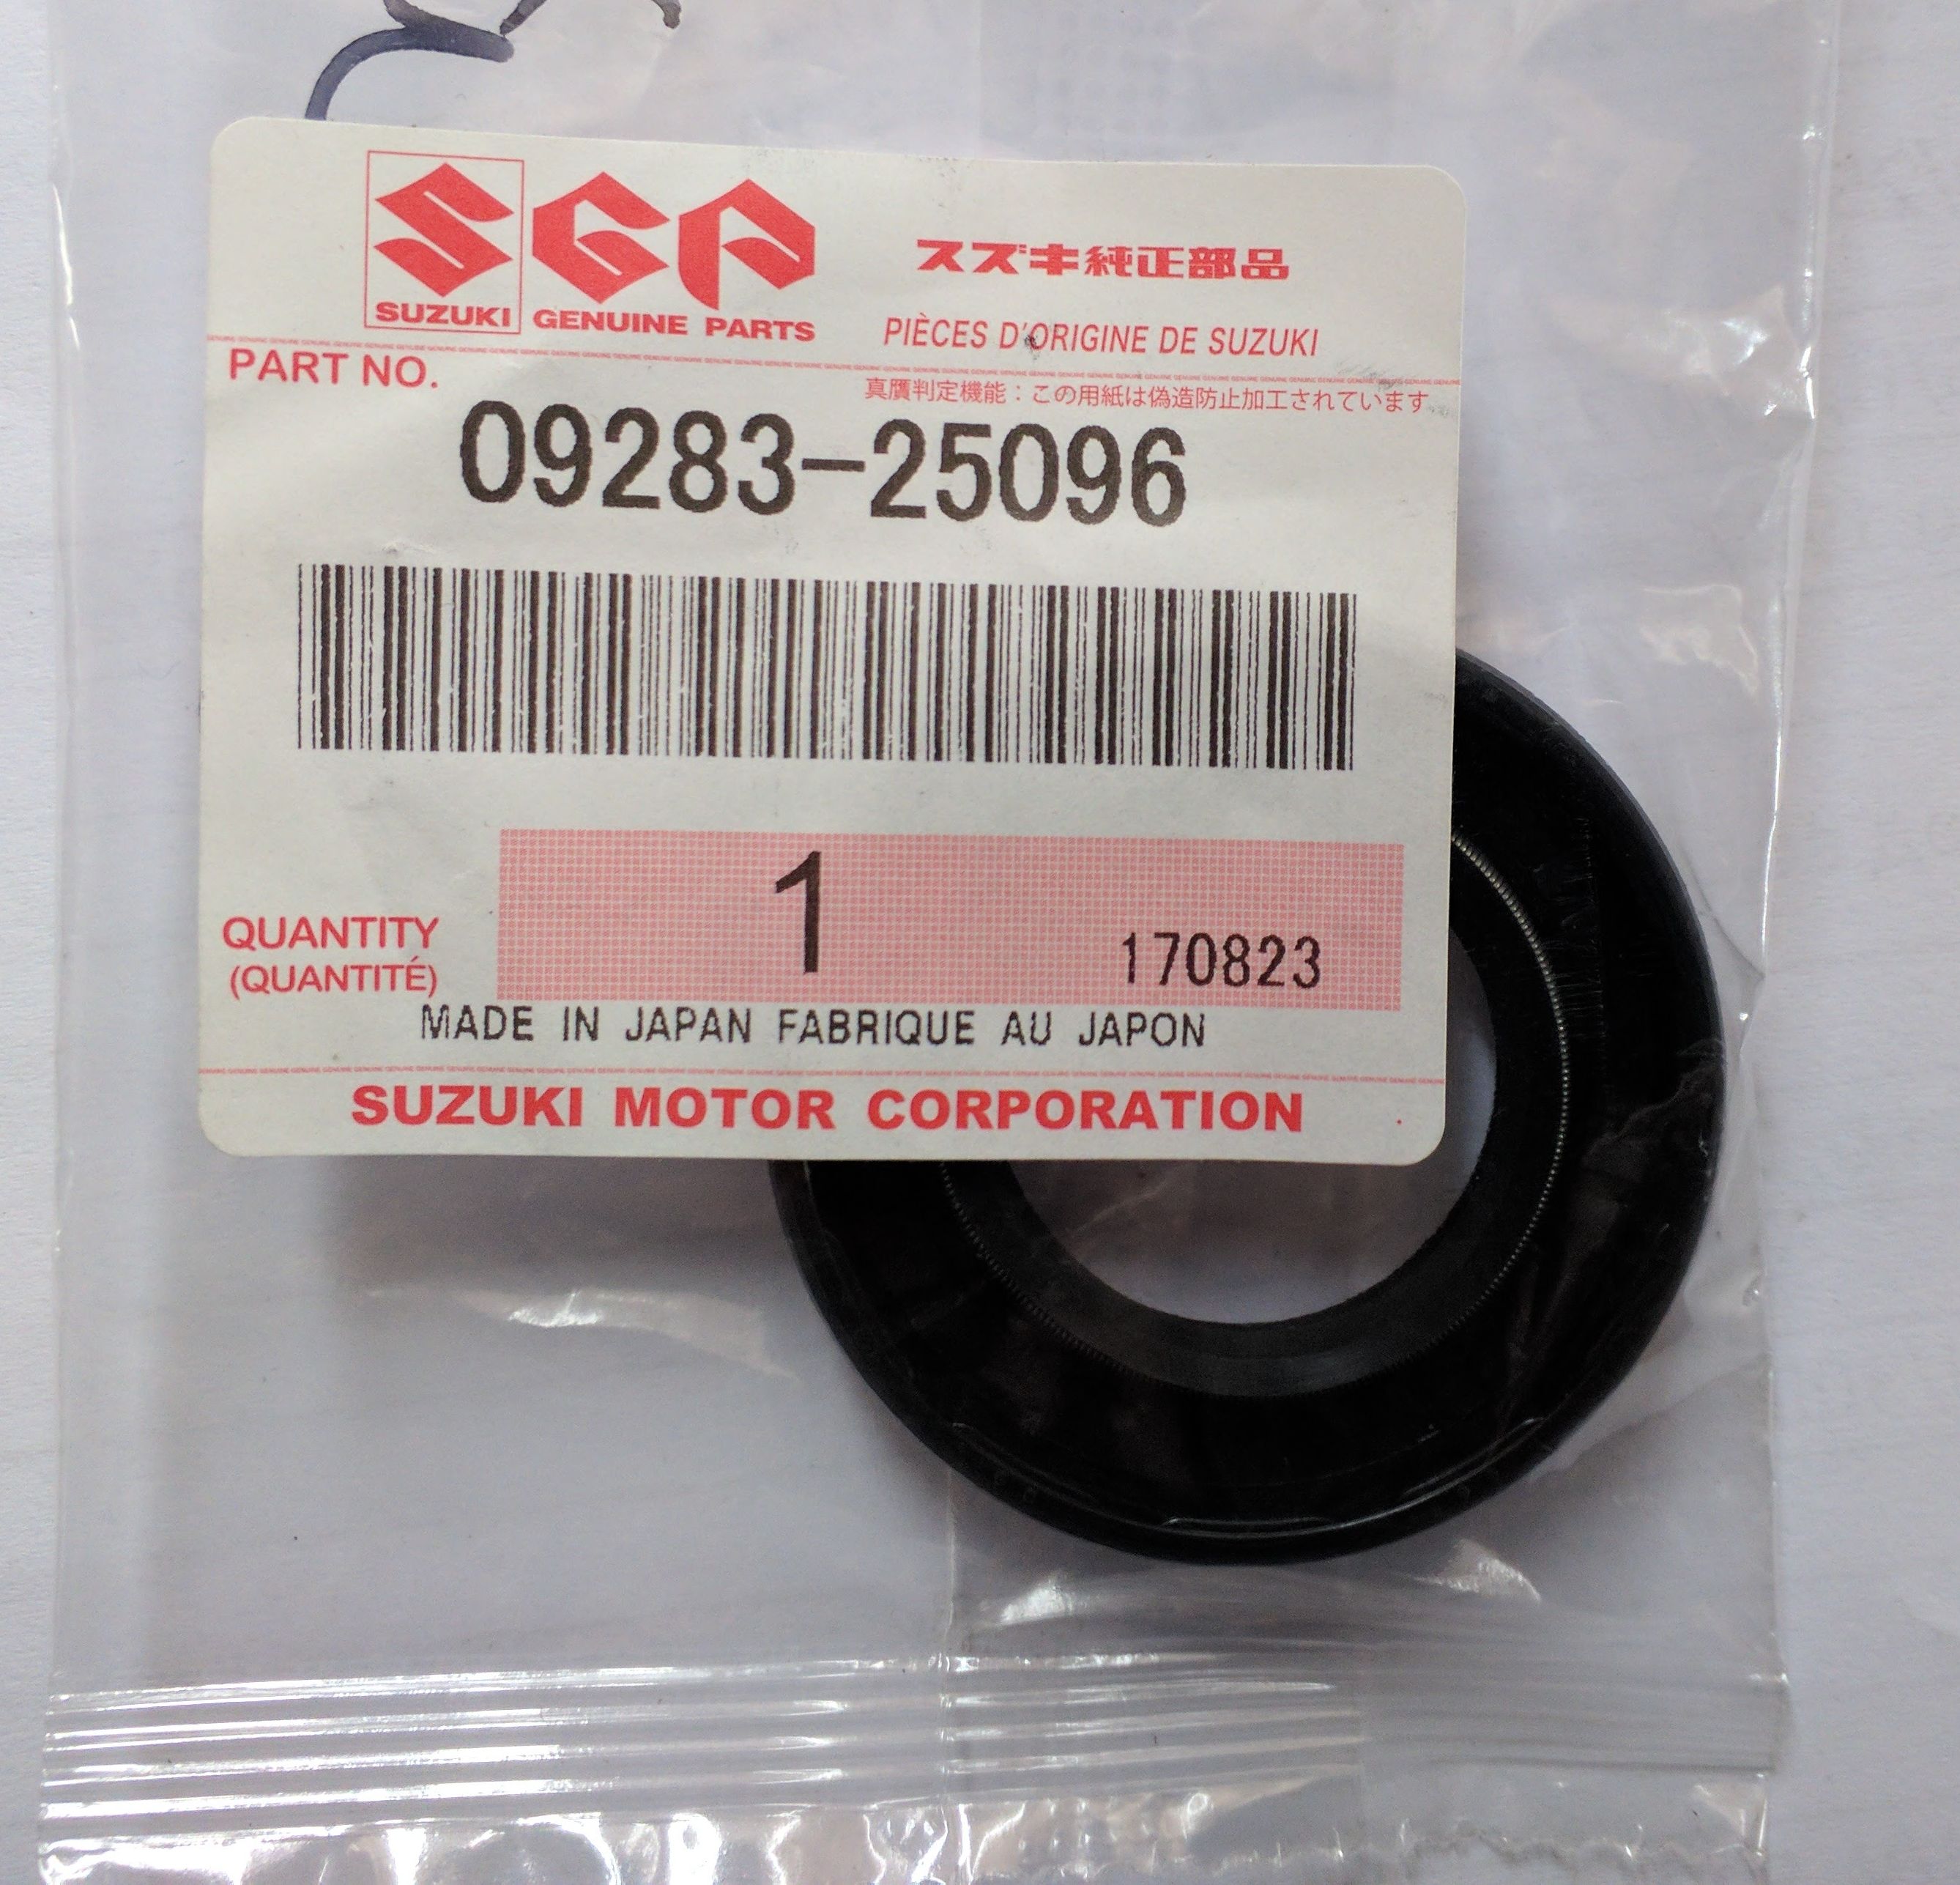 SGP
SUZUKI GENUINE PARTS
スズキ純正部品
PIÈCES D'ORIGINE DE SUZUKI
PART NO.
真贋判定機能：この用紙は偽造防止加工されています
09283-25096
QUANTITY
(QUANTITÉ)
1
170823
MADE IN JAPAN FABRIQUE AU JAPON
SUZUKI MOTOR CORPORATION